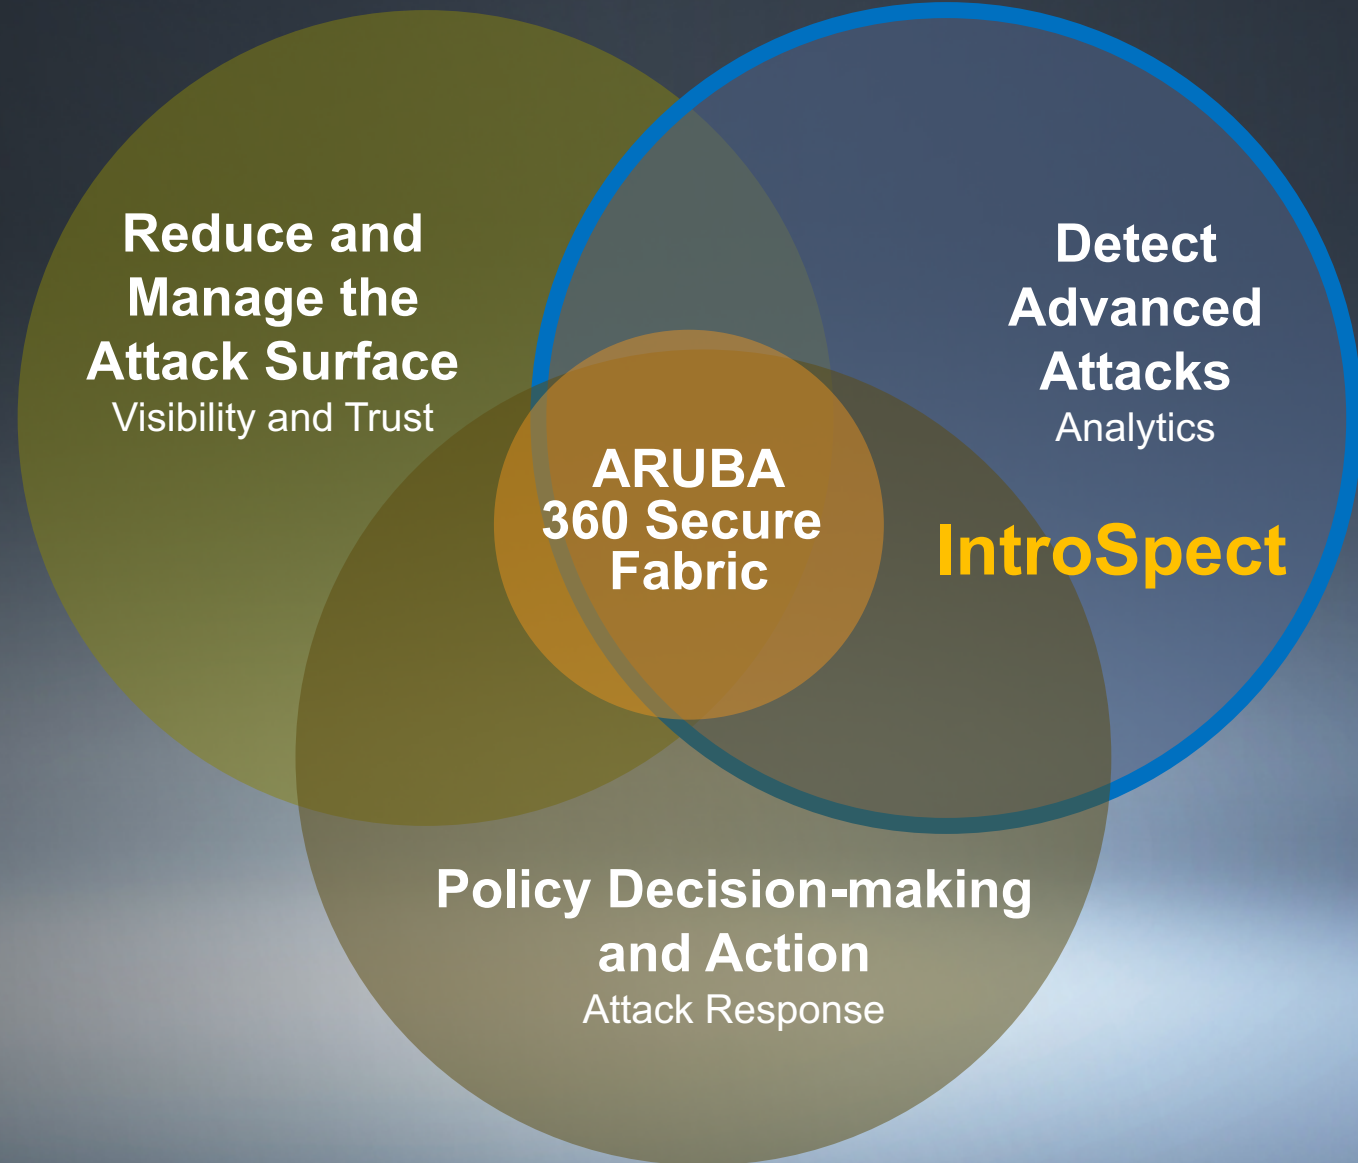 Reduce and
Manage the
Attack Surface
Visibility and Trust
Detect
Advanced
Attacks
Analytics
IntroSpect
ARUBA
360 Secure
Fabric
Policy Decision-making
and Action
Attack Response